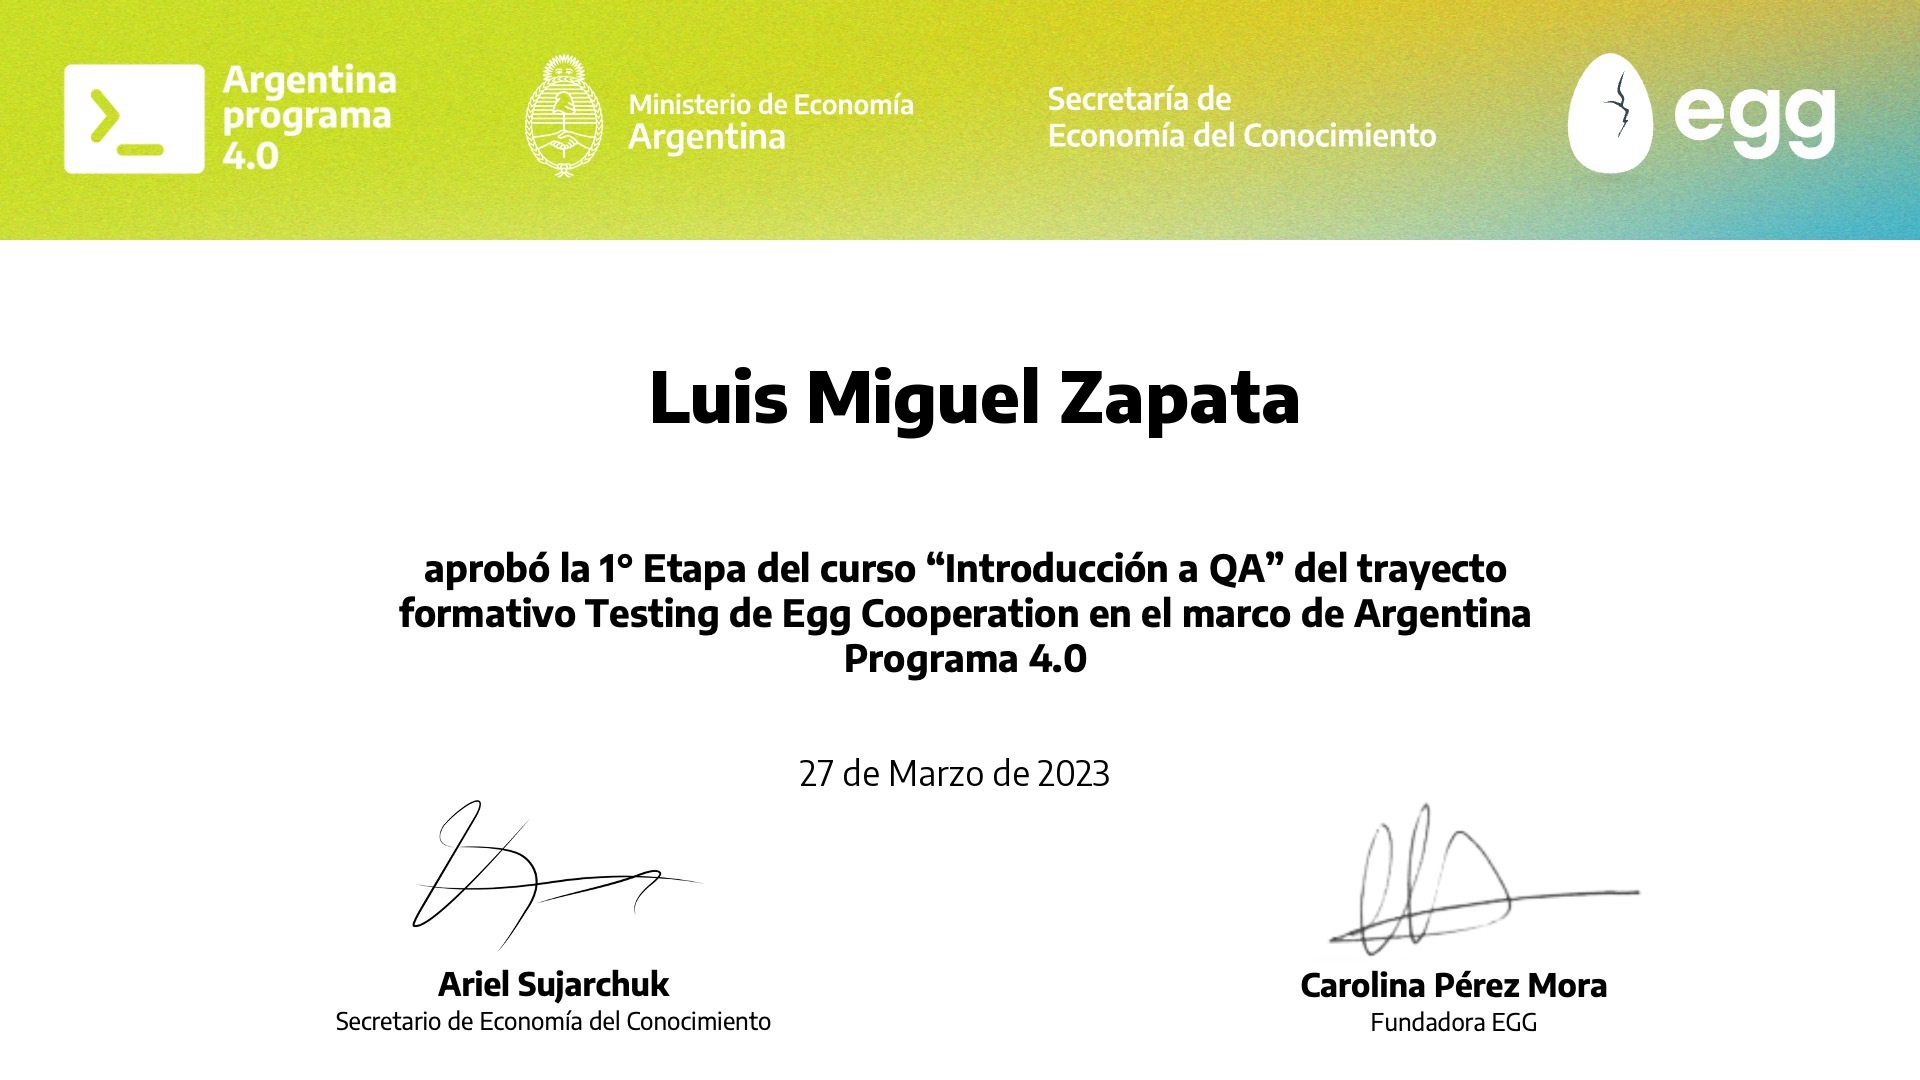 Argentina
programa
4.0
Ministerio de Economía
Argentina
Secretaría de
Economía del Conocimiento
egg
Luis Miguel Zapata
aprobó la 1° Etapa del curso “Introducción a QA” del trayecto
formativo Testing de Egg Cooperation en el marco de Argentina
Programa 4.0
27 de Marzo de 2023
Ariel Sujarchuk
Secretario de Economía del Conocimiento
Carolina Pérez Mora
Fundadora EGG